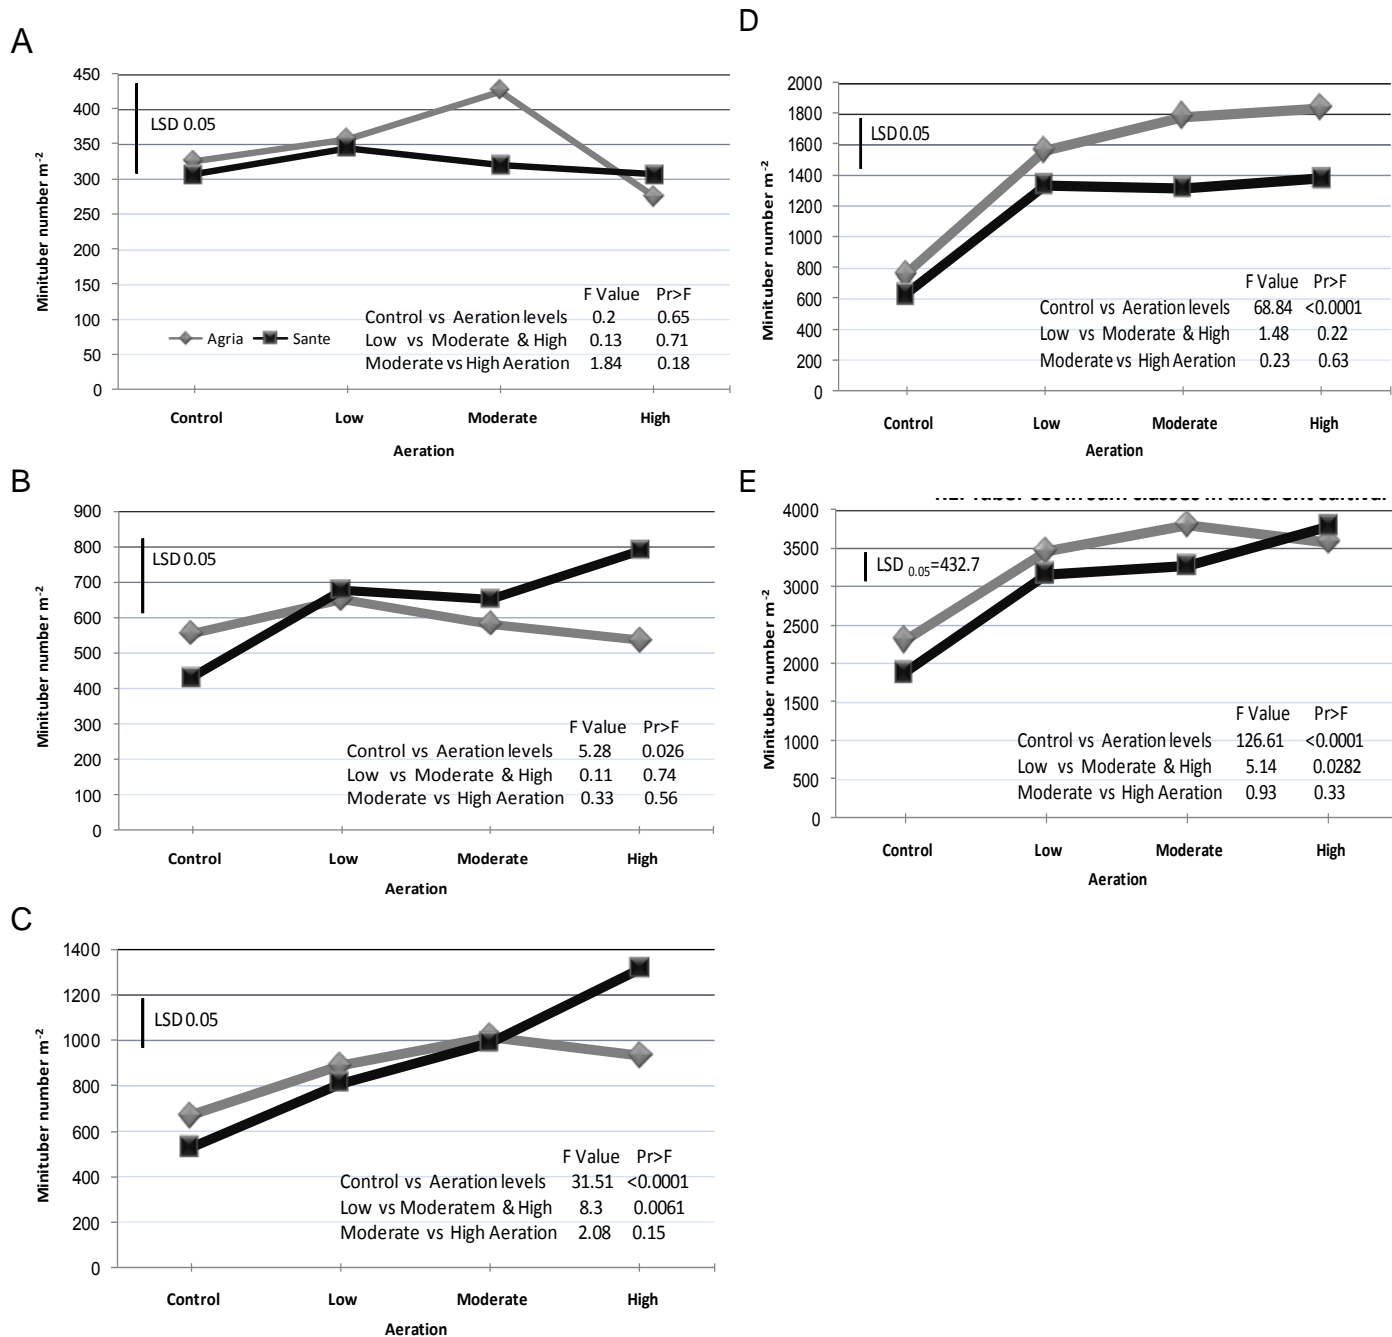 A
450
400
350
300
250
200
150
100
50
0
Minituber number m⁻²
LSD 0.05
Agria Sante
F Value Pr>F
Control vs Aeration levels 0.2 0.65
Low vs Moderate & High 0.13 0.71
Moderate vs High Aeration 1.84 0.18
Control Low Moderate High
Aeration
B
900
800
700
600
500
400
300
200
100
0
Minituber number m⁻²
LSD 0.05
F Value Pr>F
Control vs Aeration levels 5.28 0.026
Low vs Moderate & High 0.11 0.74
Moderate vs High Aeration 0.33 0.56
Control Low Moderate High
Aeration
C
1400
1200
1000
800
600
400
200
0
Minituber number m⁻²
LSD 0.05
F Value Pr>F
Control vs Aeration levels 31.51 <0.0001
Low vs Moderatem & High 8.3 0.0061
Moderate vs High Aeration 2.08 0.15
Control Low Moderate High
Aeration
D
2000
1800
1600
1400
1200
1000
800
600
400
200
0
Minituber number m⁻²
LSD 0.05
F Value Pr>F
Control vs Aeration levels 68.84 <0.0001
Low vs Moderate & High 1.48 0.22
Moderate vs High Aeration 0.23 0.63
Control Low Moderate High
Aeration
E
4000
3500
3000
2500
2000
1500
1000
500
0
Minituber number m⁻²
LSD 0.05=432.7
F Value Pr>F
Control vs Aeration levels 126.61 <0.0001
Low vs Moderate & High 5.14 0.0282
Moderate vs High Aeration 0.93 0.33
Control Low Moderate High
Aeration